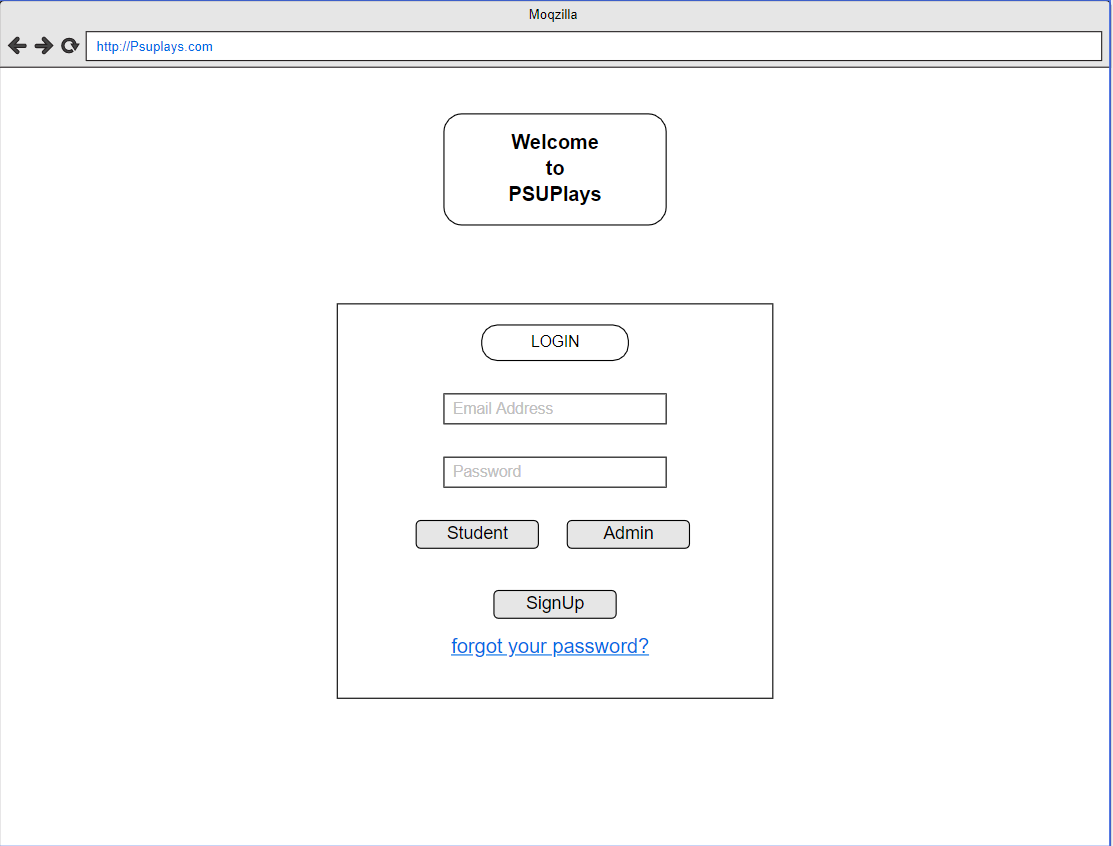 Moqzilla
http://Psuplays.com
Welcome
to
PSUPlays
LOGIN
Email Address
Password
Student
Admin
SignUp
forgot your password?